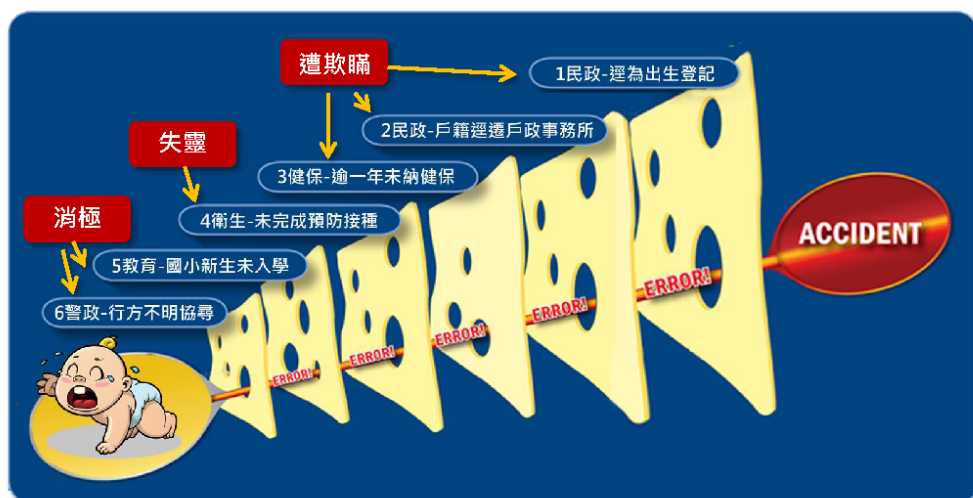 遭欺瞞
1民政-逕為出生登記
2民政-戶籍逕遷戶政事務所
失靈
3健保-逾一年未納健保
消極
4衛生-未完成預防接種
5教育-國小新生未入學
6警政-行方不明協尋
ACCIDENT
ERROR!
ERROR!
ERROR!
ERROR!
ERROR!